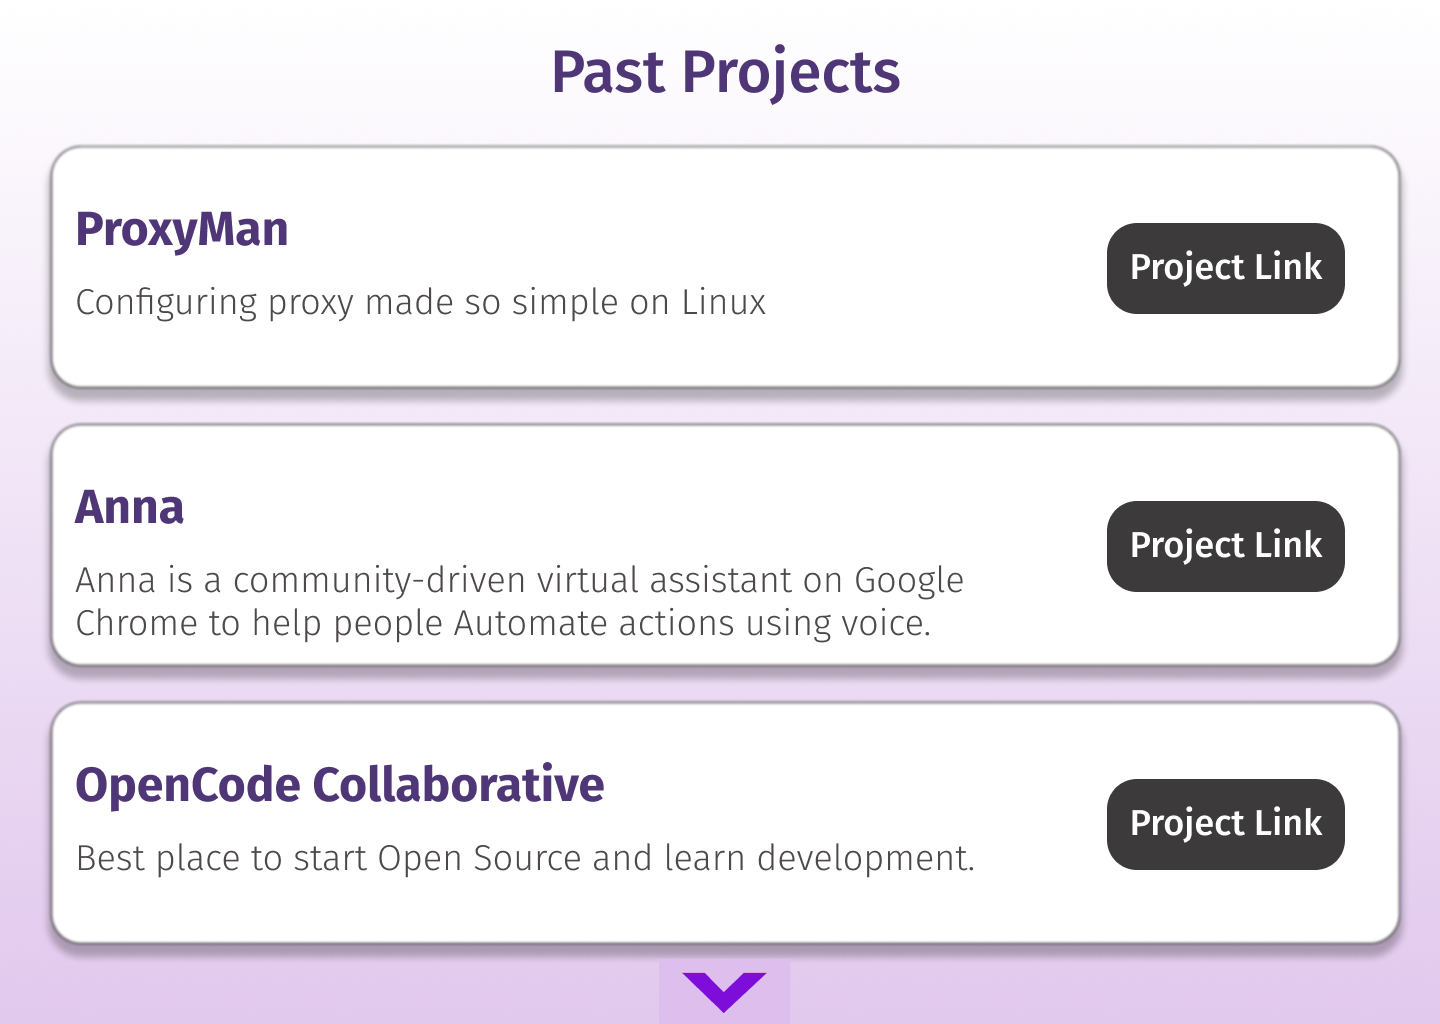 Past Projects
ProxyMan
Configuring proxy made so simple on Linux
Project Link
Anna
Anna is a community-driven virtual assistant on Google
Chrome to help people Automate actions using voice.
Project Link
OpenCode Collaborative
Best place to start Open Source and learn development.
Project Link